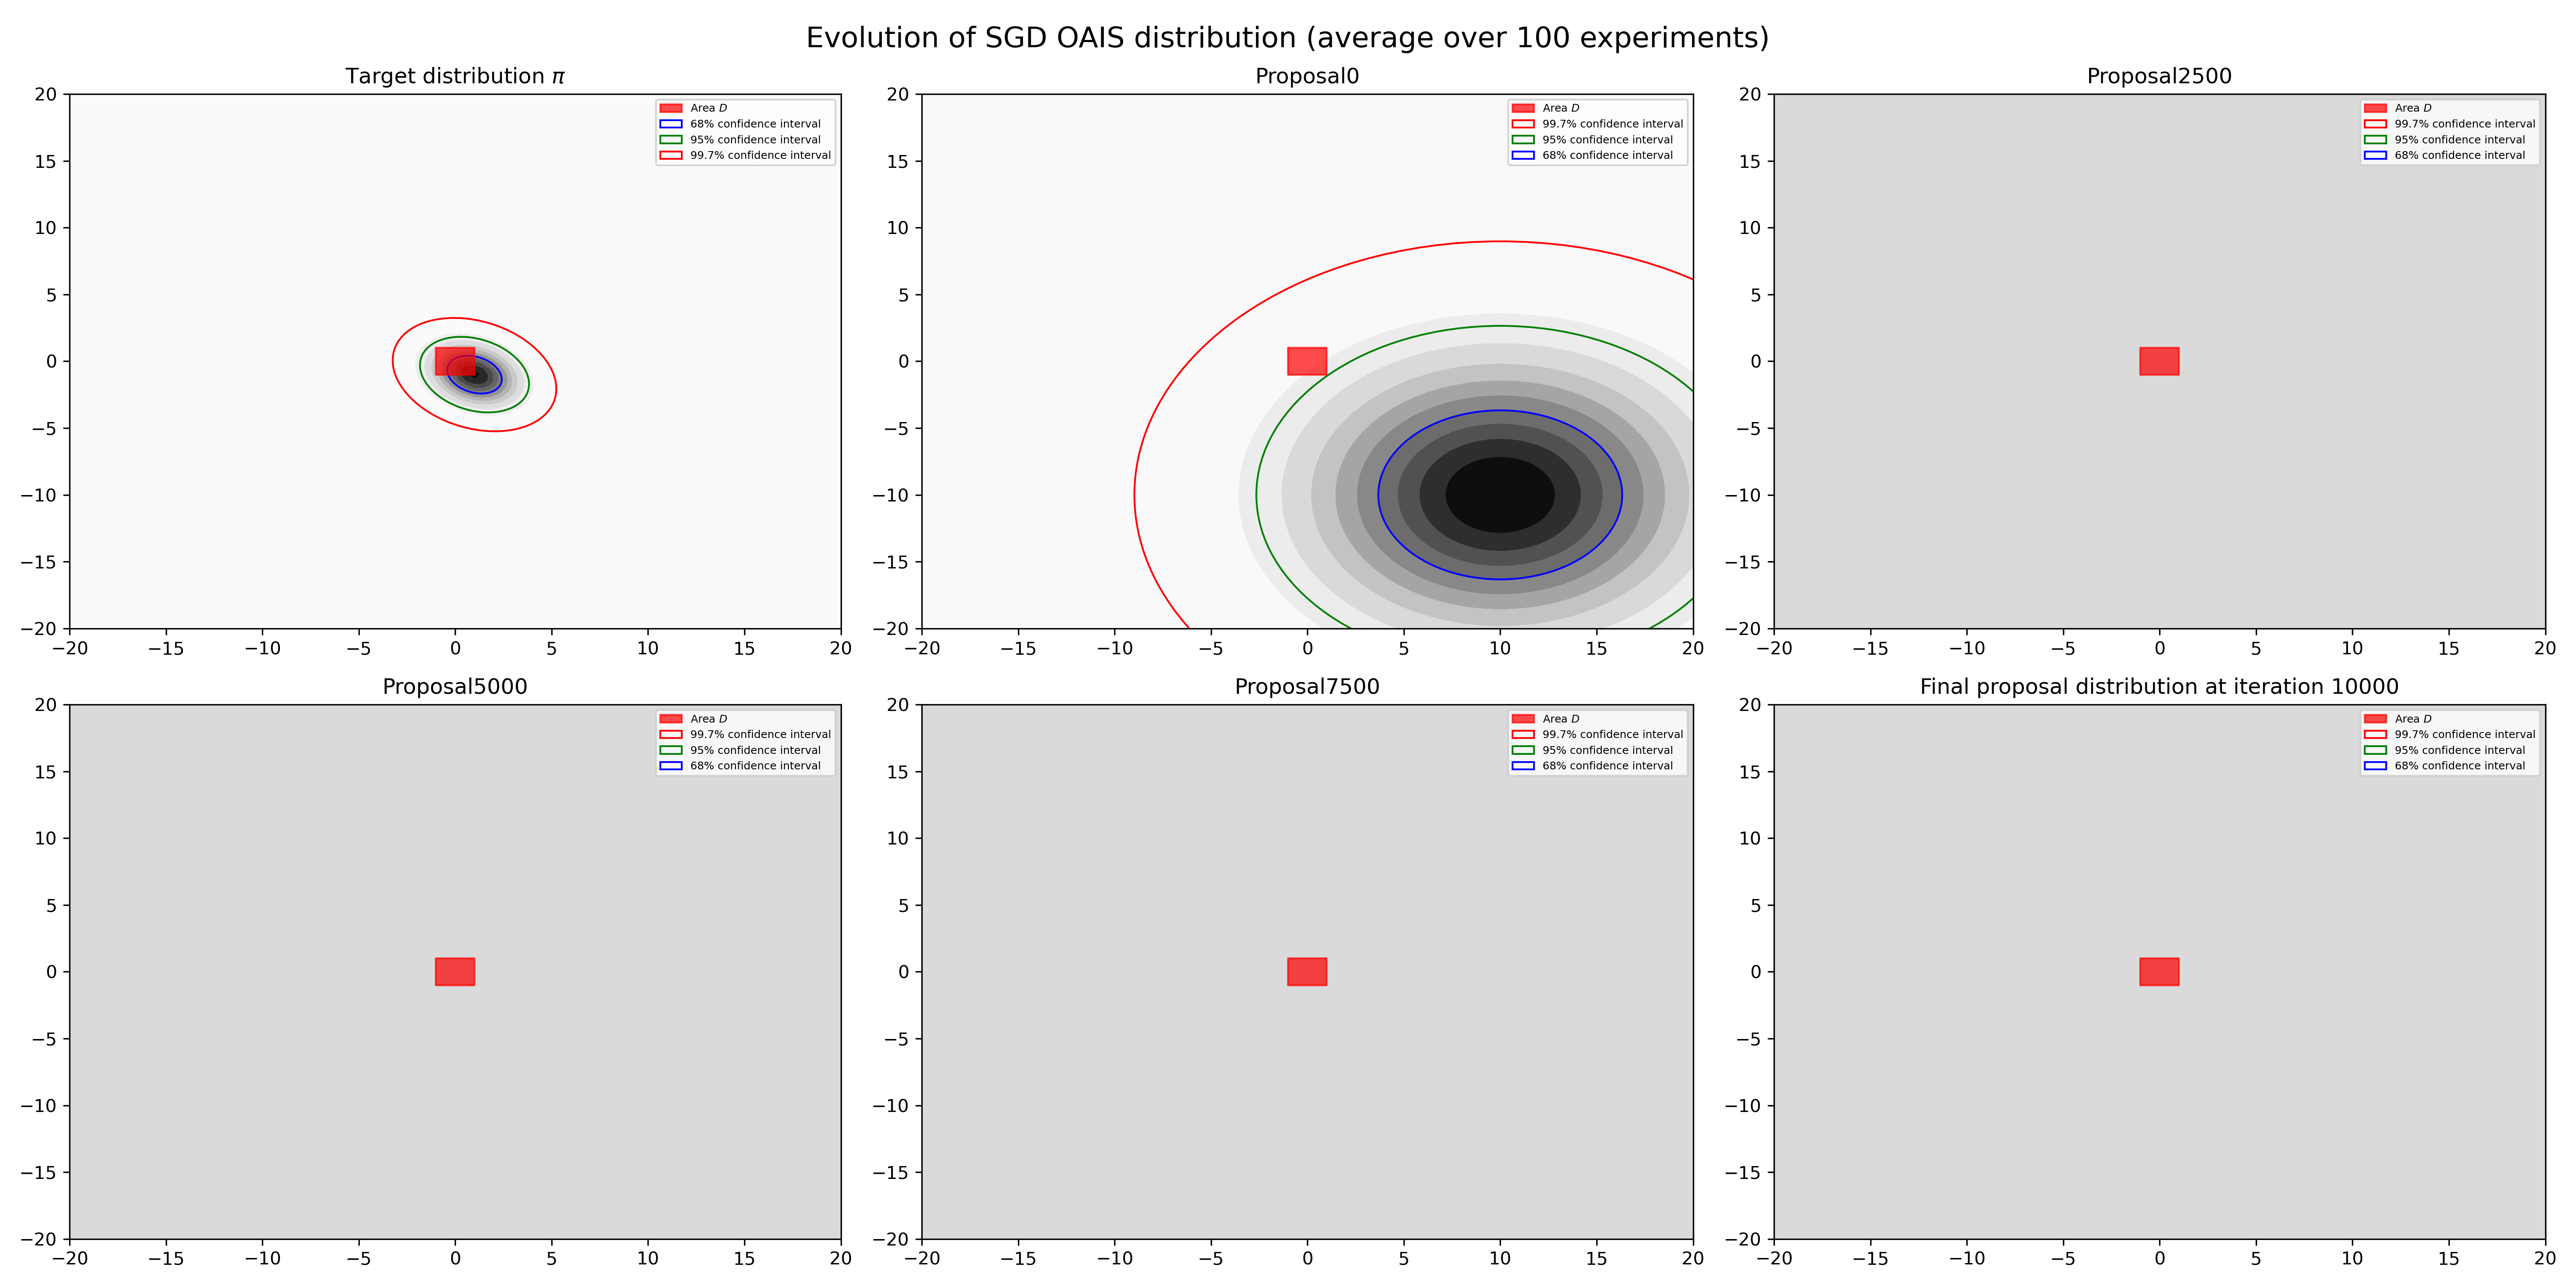 Evolution of SGD OAIS distribution (average over 100 experiments)
Target distribution π
Area D
68% confidence interval
95% confidence interval
99.7% confidence interval
20
15
10
5
0
−5
−10
−15
−20
−20 −15 −10 −5 0 5 10 15 20
Proposal0
Area D
99.7% confidence interval
95% confidence interval
68% confidence interval
20
15
10
5
0
−5
−10
−15
−20
−20 −15 −10 −5 0 5 10 15 20
Proposal2500
Area D
99.7% confidence interval
95% confidence interval
68% confidence interval
20
15
10
5
0
−5
−10
−15
−20
−20 −15 −10 −5 0 5 10 15 20
Proposal5000
Area D
99.7% confidence interval
95% confidence interval
68% confidence interval
20
15
10
5
0
−5
−10
−15
−20
−20 −15 −10 −5 0 5 10 15 20
Proposal7500
Area D
99.7% confidence interval
95% confidence interval
68% confidence interval
20
15
10
5
0
−5
−10
−15
−20
−20 −15 −10 −5 0 5 10 15 20
Final proposal distribution at iteration 10000
Area D
99.7% confidence interval
95% confidence interval
68% confidence interval
20
15
10
5
0
−5
−10
−15
−20
−20 −15 −10 −5 0 5 10 15 20